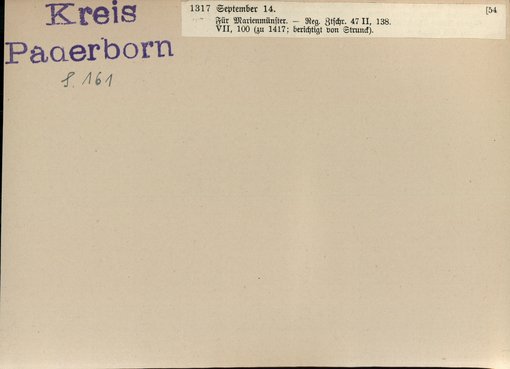 Kreis
Paderborn
S. 161
1317 September 14. [54
Für Marienmünster. – Reg. Ztschr. 47 II, 138.
VII, 100 (zu 1417; berichtigt von Strunck).